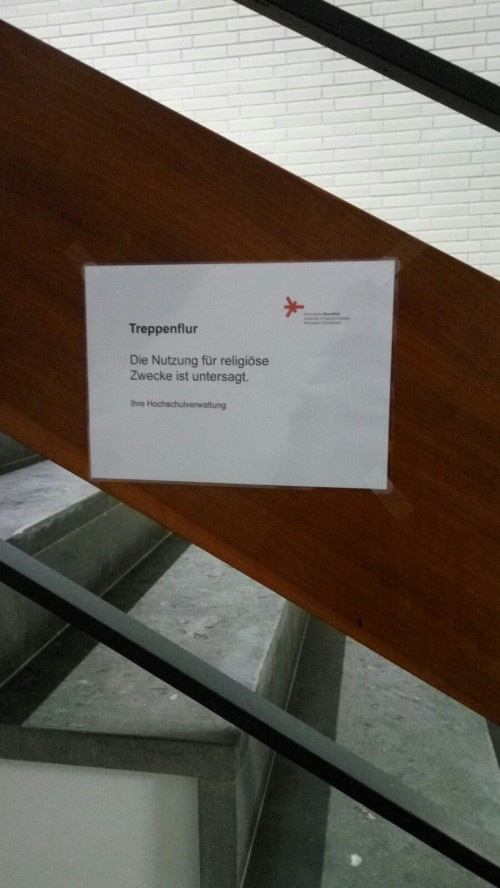 Treppenflur
Die Nutzung für religiöse
Zwecke ist untersagt.
Ihre Hochschulverwaltung